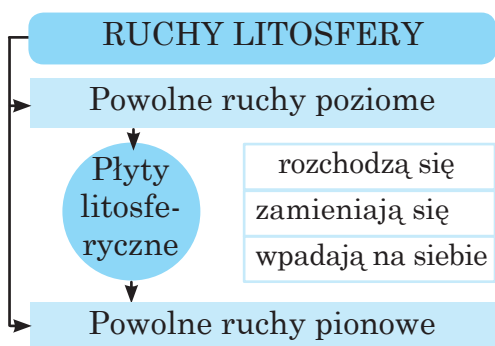 RUCHY LITOSFERY
Powolne ruchy poziome
Płyty
litosfe-
ryczne
rozchodzą się
zamieniają się
wpadają na siebie
Powolne ruchy pionowe